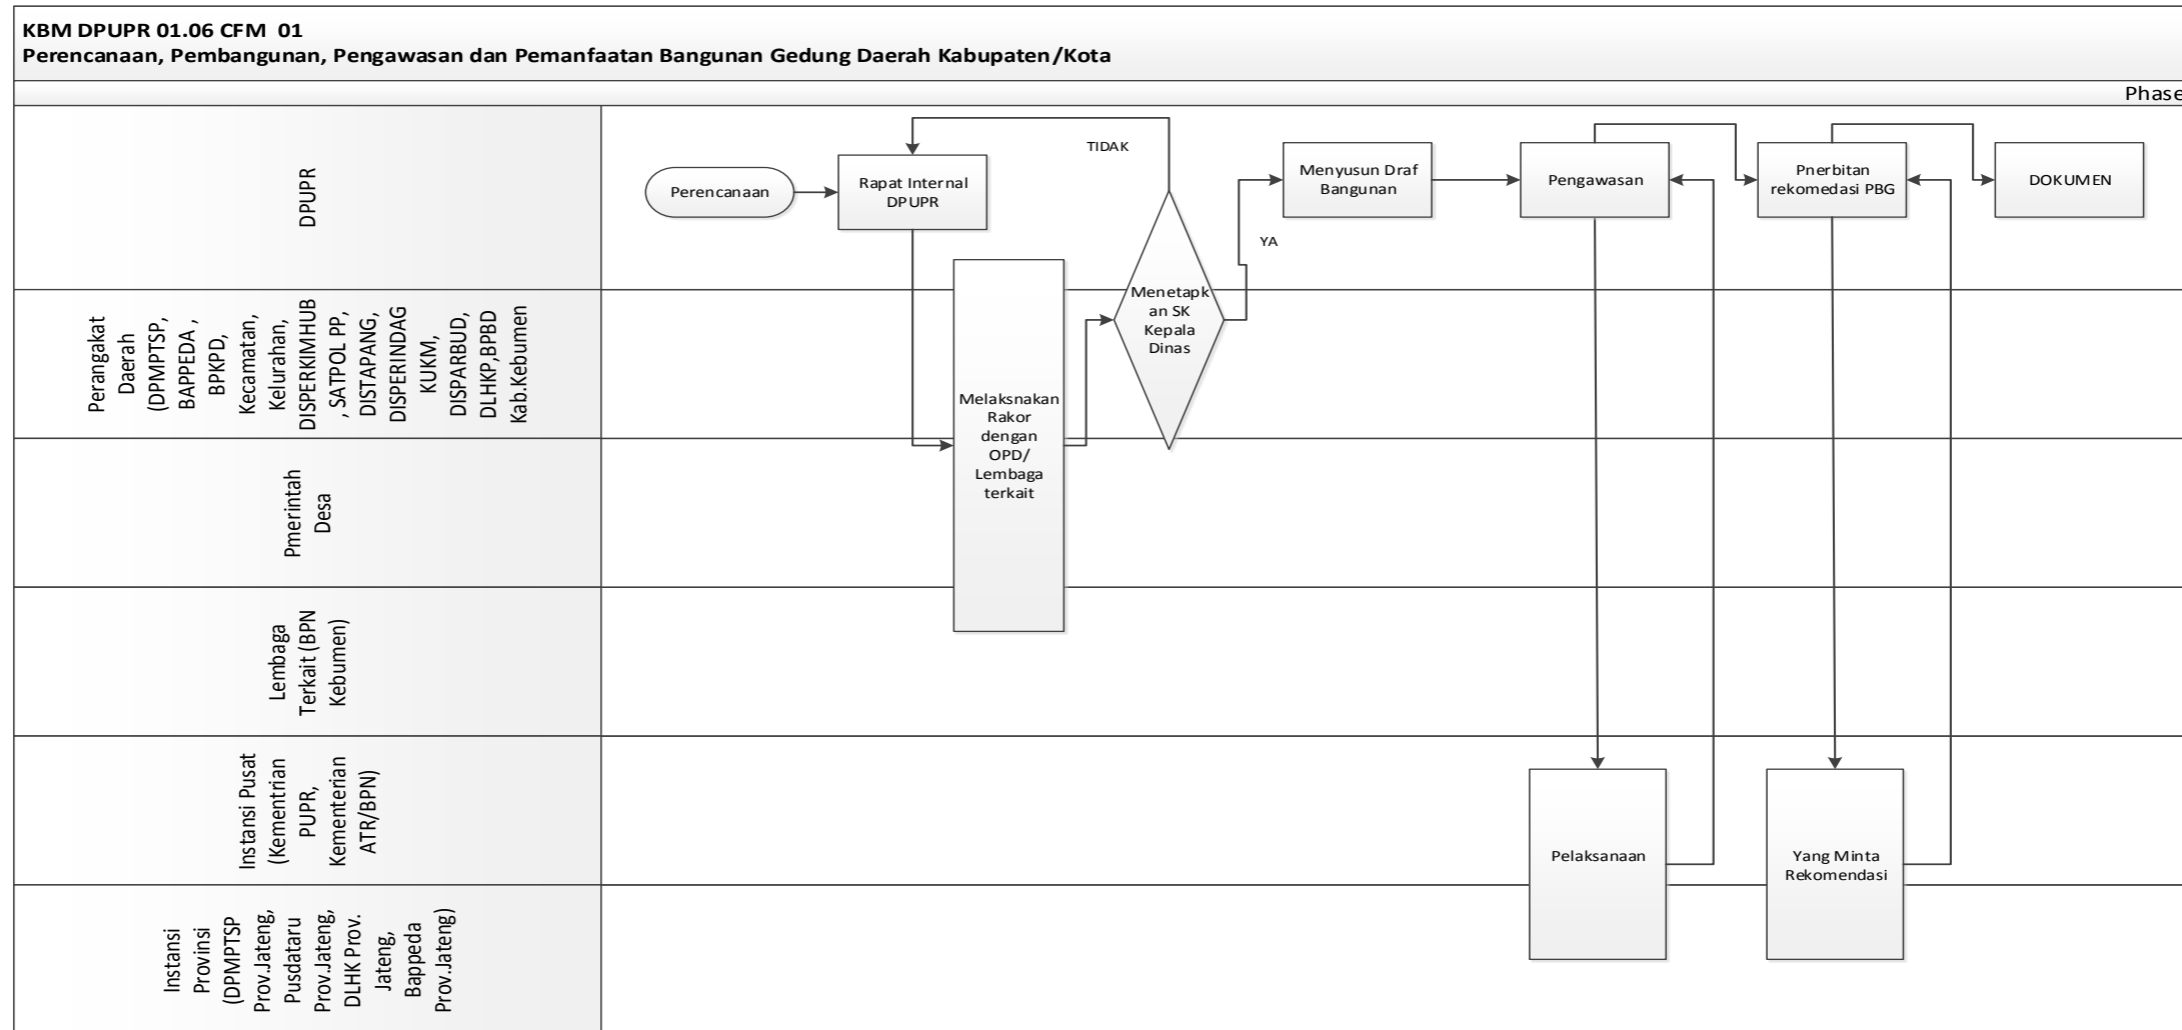 KBM DPUPR 01.06 CFM 01
Perencanaan, Pembangunan, Pengawasan dan Pemanfaatan Bangunan Gedung Daerah Kabupaten/Kota
Phase
DPUPR
Perencanaan
Rapat Internal
DPUPR
TIDAK
Menyusun Draf
Bangunan
Pengawasan
Pnerbitan
rekomedasi PBG
DOKUMEN
YA
Perangakat
Daerah
(DPMPTSP,
BAPPEDA ,
BPKPD,
Kecamatan,
Kelurahan,
DISPERKIMHUB
, SATPOL PP,
DISTAPANG,
DISPERINDAG
KUKM,
DISPARBUD,
DLHKP,BPBD
Kab.Kebumen
Menetapk
an SK
Kepala
Dinas
Melaksnakan
Rakor
dengan
OPD/
Lembaga
terkait
Pmerintah
Desa
Lembaga
Terkait (BPN
Kebumen)
Instansi Pusat
(Kementrian
PUPR,
Kementerian
ATR/BPN)
Pelaksanaan
Yang Minta
Rekomendasi
Instansi
Provinsi
(DPMPTSP
Prov.Jateng,
Pusdataru
Prov.Jateng,
DLHK Prov.
Jateng,
Bappeda
Prov.Jateng)